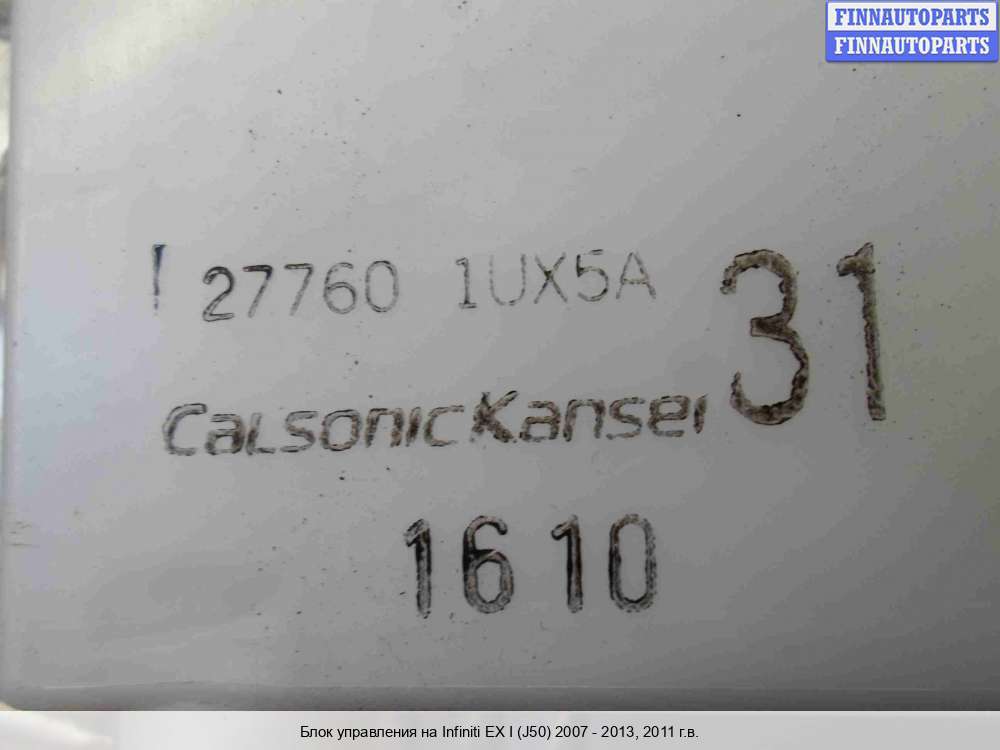 FINNAUTOPARTS
FINNAUTOPARTS
27760 1UX5A
31
CalsonicKansei
1610
Блок управления на Infiniti EX I (J50) 2007 - 2013, 2011 г.в.